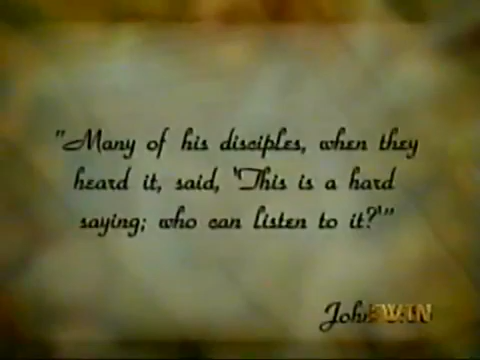 "Many of his disciples, when they
heard it, said, 'This is a hard
saying; who can listen to it?'"
John
EWTN